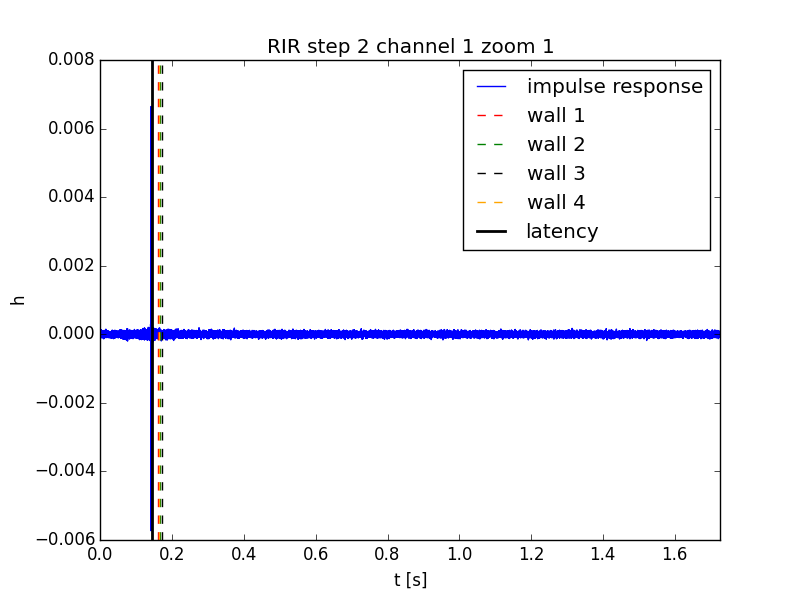 RIR step 2 channel 1 zoom 1
0.008
0.006
0.004
0.002
0.000
−0.002
−0.004
−0.006
h
impulse response
wall 1
wall 2
wall 3
wall 4
latency
0.0 0.2 0.4 0.6 0.8 1.0 1.2 1.4 1.6
t [s]